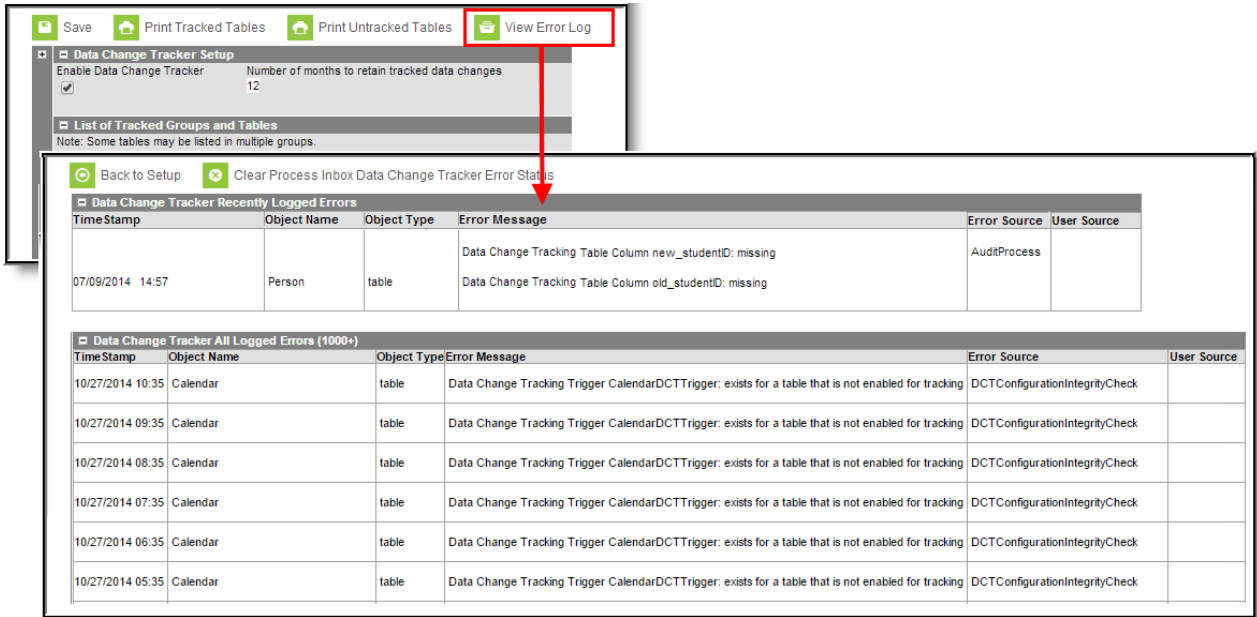 Save Print Tracked Tables Print Untracked Tables View Error Log
Data Change Tracker Setup
Enable Data Change Tracker Number of months to retain tracked data changes
12
List of Tracked Groups and Tables
Note: Some tables may be listed in multiple groups.
Back to Setup Clear Process Inbox Data Change Tracker Error Status
Data Change Tracker Recently Logged Errors
TimeStamp Object Name Object Type Error Message Error Source User Source
Data Change Tracking Table Column new_studentID: missing AuditProcess
07/09/2014 14:57 Person table Data Change Tracking Table Column old_studentID: missing
Data Change Tracker All Logged Errors (1000+)
TimeStamp Object Name Object Type Error Message Error Source User Source
10/27/2014 10:35 Calendar table Data Change Tracking Trigger CalendarDCTTrigger: exists for a table that is not enabled for tracking DCTConfigurationIntegrityCheck
10/27/2014 09:35 Calendar table Data Change Tracking Trigger CalendarDCTTrigger: exists for a table that is not enabled for tracking DCTConfigurationIntegrityCheck
10/27/2014 08:35 Calendar table Data Change Tracking Trigger CalendarDCTTrigger: exists for a table that is not enabled for tracking DCTConfigurationIntegrityCheck
10/27/2014 07:35 Calendar table Data Change Tracking Trigger CalendarDCTTrigger: exists for a table that is not enabled for tracking DCTConfigurationIntegrityCheck
10/27/2014 06:35 Calendar table Data Change Tracking Trigger CalendarDCTTrigger: exists for a table that is not enabled for tracking DCTConfigurationIntegrityCheck
10/27/2014 05:35 Calendar table Data Change Tracking Trigger CalendarDCTTrigger: exists for a table that is not enabled for tracking DCTConfigurationIntegrityCheck